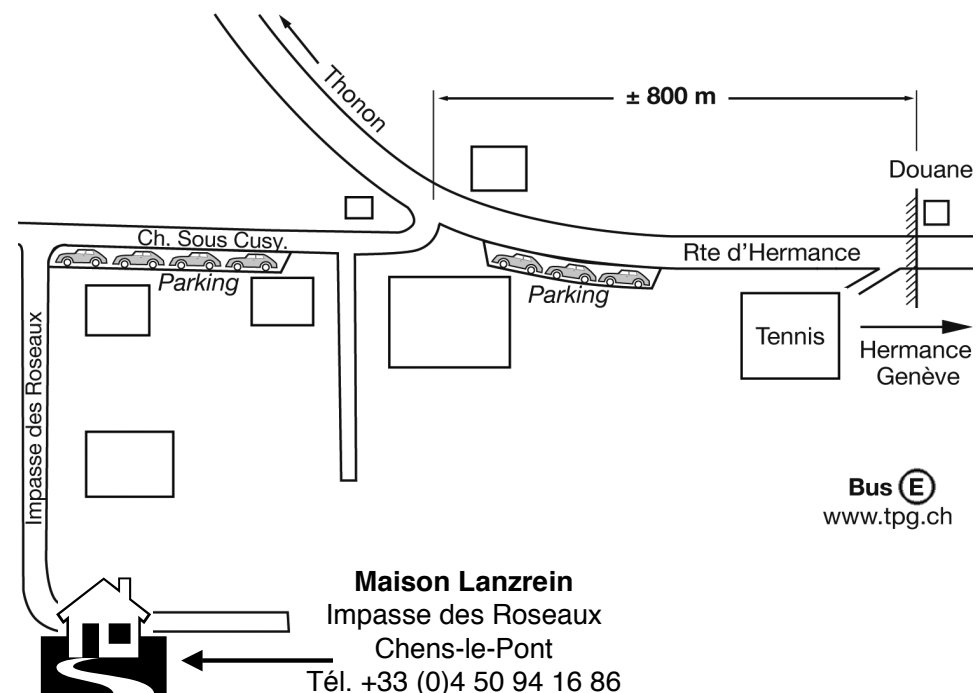 Thonon
± 800 m
Douane
Ch. Sous Cusy.
Rte d'Hermance
Parking
Parking
Tennis
Hermance
Genève
Impasse des Roseaux
Bus E
www.tpg.ch
Maison Lanzrein
Impasse des Roseaux
Chens-le-Pont
Tél. +33 (0)4 50 94 16 86